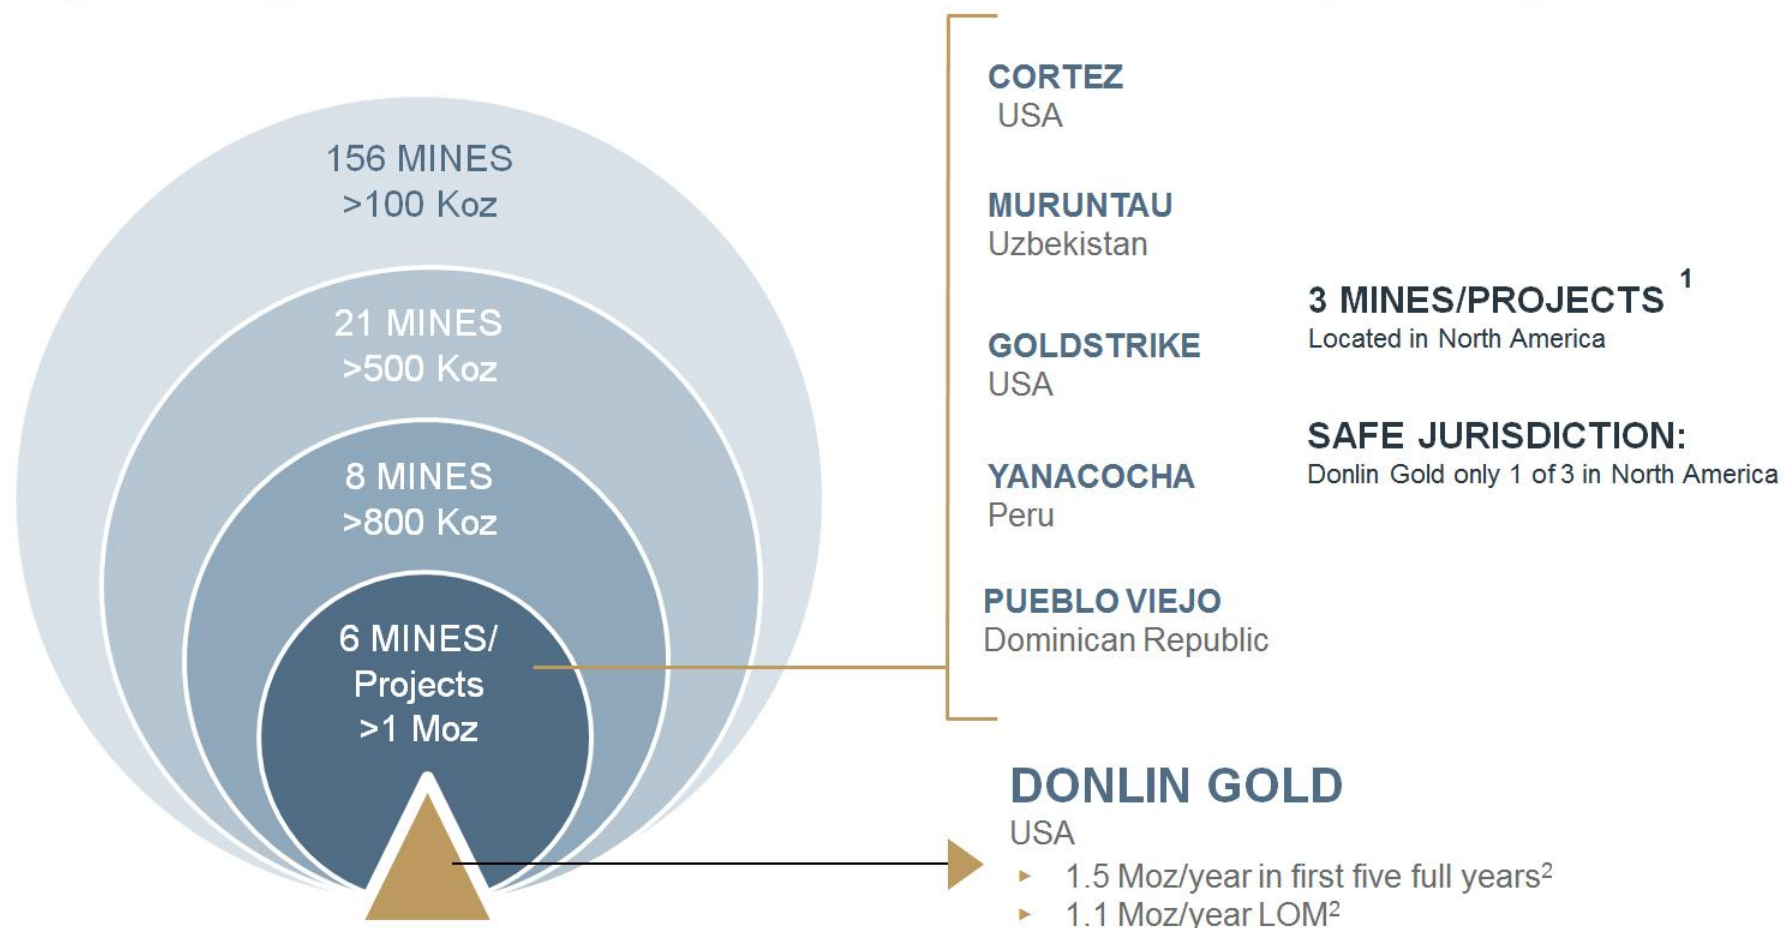 156 MINES
>100 Koz
21 MINES
>500 Koz
8 MINES
>800 Koz
6 MINES/
Projects
>1 Moz
CORTEZ
USA
MURUNTAU
Uzbekistan
GOLDSTRIKE
USA
YANACOCHA
Peru
PUEBLO VIEJO
Dominican Republic
3 MINES/PROJECTS 1
Located in North America
SAFE JURISDICTION:
Donlin Gold only 1 of 3 in North America
DONLIN GOLD
USA
► 1.5 Moz/year in first five full years2
► 1.1 Moz/year LOM2